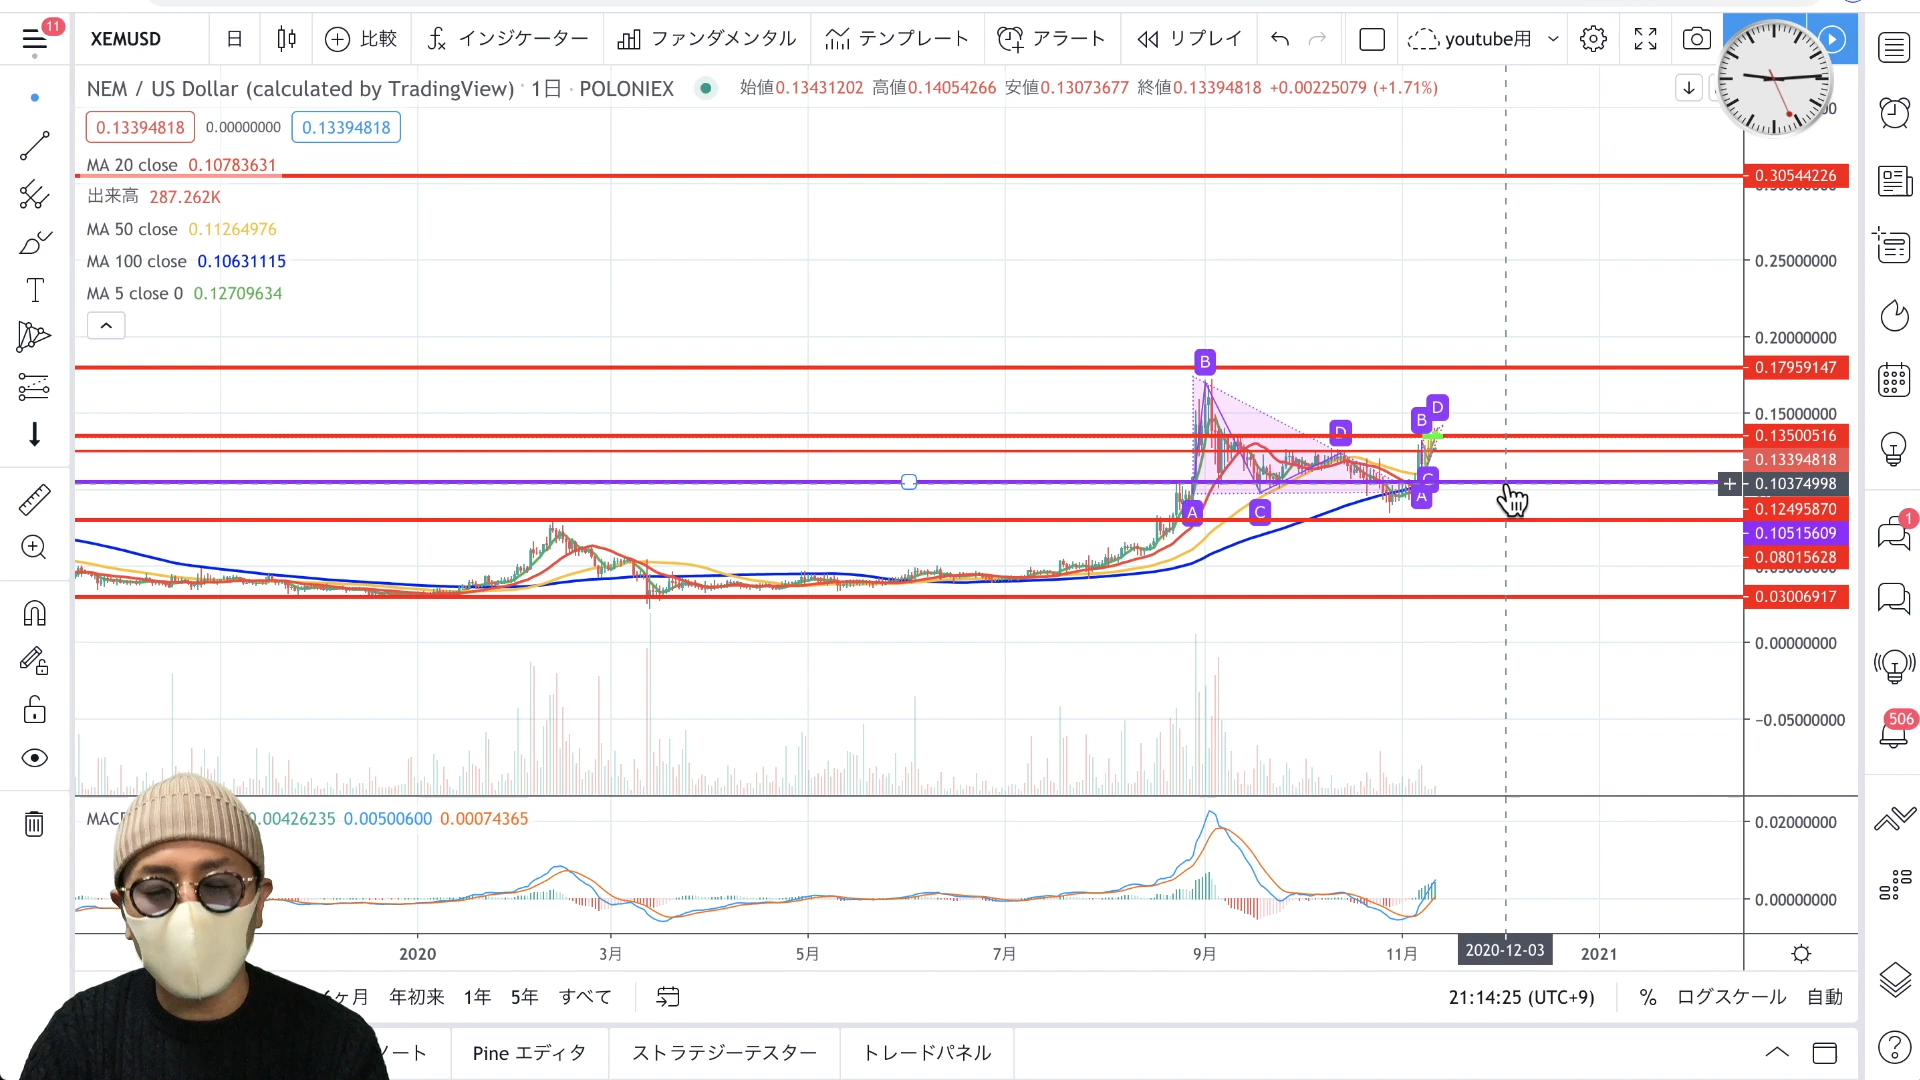 11
XEMUSD
日
比較
インジケーター
ファンダメンタル
テンプレート
アラート
リプレイ
youtube用
NEM / US Dollar (calculated by TradingView) · 1日 · POLONIEX
始値0.13431202 高値0.14054266 安値0.13073677 終値0.13394818 +0.00225079 (+1.71%)
0.13394818 0.00000000 0.13394818
MA 20 close 0.10783631
出来高 287.262K
MA 50 close 0.11264976
MA 100 close 0.10631115
MA 5 close 0 0.12709634
0.30544226
0.25000000
0.20000000
0.17959147
0.15000000
0.13500516
0.13394818
0.10374998
0.12495870
0.10515609
0.08015628
0.03006917
0.00000000
−0.05000000
B
D
B
D
C
A
A
C
0.00426235 0.00500600 0.00074365
0.02000000
0.00000000
2020
3月
5月
7月
9月
11月
2020-12-03
2021
ヶ月 年初来 1年 5年 すべて
21:14:25 (UTC+9)
% ログスケール 自動
ート
Pine エディタ
ストラテジーテスター
トレードパネル
1
506